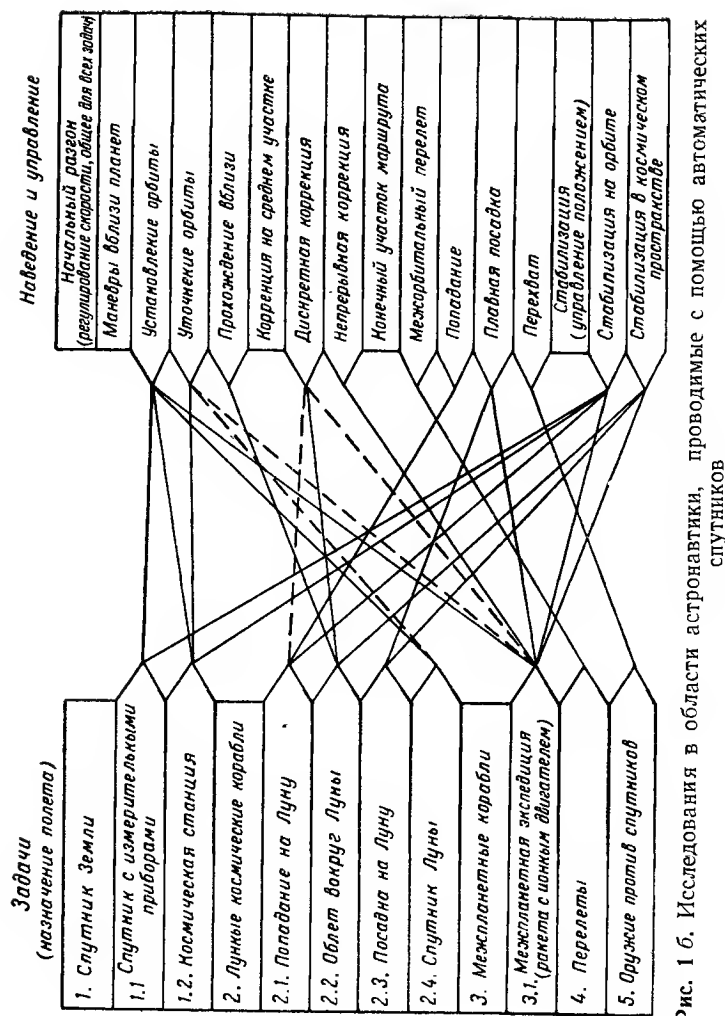 Задачи
(назначение полета)
1. Спутник Земли
1.1 Спутник с измерительными
приборами
1.2. Космическая станция
2. Лунные космические корабли
2.1. Попадание на Луну
2.2. Облет вокруг Луны
2.3. Посадка на Луну
2.4. Спутник Луны
3. Межпланетные корабли
3.1. Межпланетная экспедиция
(ракета с ионным двигателем)
4. Перелеты
5. Оружие против спутников
Наведение и управление
Начальный разгон
(регулирование скорости, общее для всех задач)
Маневры вблизи планет
Установление орбиты
Уточнение орбиты
Прохождение вблизи
Коррекция на среднем участке
Дискретная коррекция
Непрерывная коррекция
Конечный участок маршрута
Межорбитальный перелет
Попадание
Плавная посадка
Перехват
Стабилизация
(управление положением)
Стабилизация на орбите
Стабилизация в космическом
пространстве
Рис. 1 б. Исследования в области астронавтики, проводимые с помощью автоматических
спутников